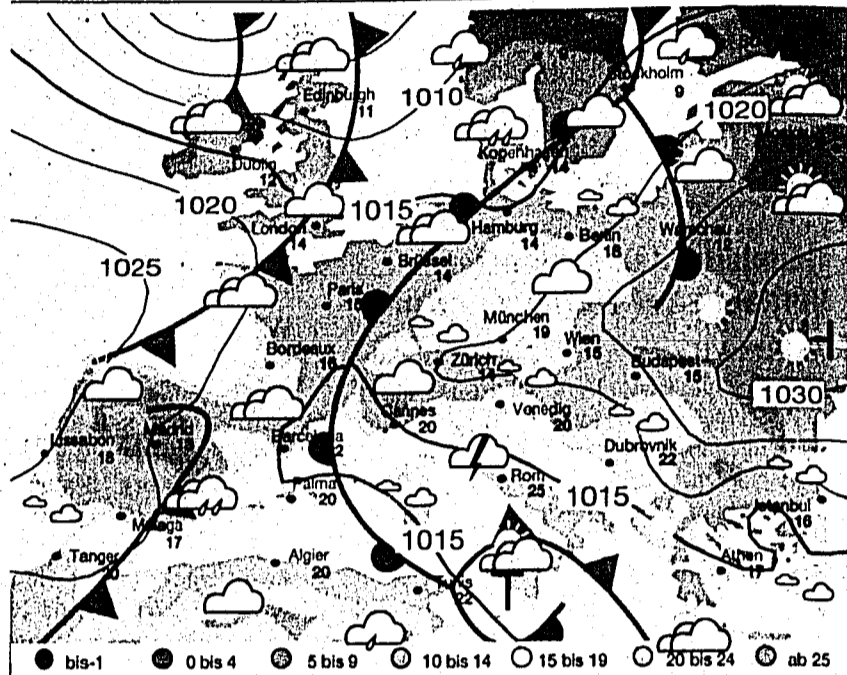 Stockholm
9
Edinburgh
11
1010
1020
Dublin
12
Kopenhagen
14
1020
London
14
1015
Hamburg
14
Berlin
18
Warschau
1025
Brüssel
14
Paris
München
19
Wien
15
Bordeaux
Zürich
Budapest
15
1030
Cannes
20
Venedig
20
Lissabon
18
Madrid
Barcelona
Dubrovnik
22
Palma
20
Rom
25
1015
Istanbul
16
Malaga
17
1015
Tanger
Algier
20
Tunis
22
Athen
17
bis-1
0 bis 4
5 bis 9
10 bis 14
15 bis 19
20 bis 24
ab 25